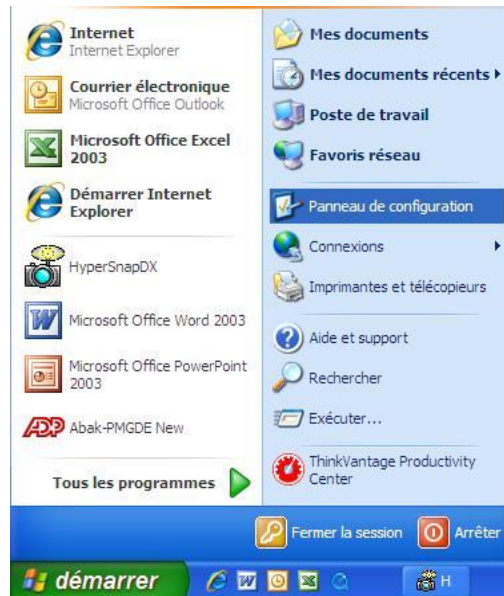 Internet
Internet Explorer
Courrier électronique
Microsoft Office Outlook
Microsoft Office Excel
2003
Démarrer Internet
Explorer
HyperSnapDX
Microsoft Office Word 2003
Microsoft Office PowerPoint
2003
ADP
Abak-PMGDE New
Tous les programmes
Mes documents
Mes documents récents
Poste de travail
Favoris réseau
Panneau de configuration
Connexions
Imprimantes et télécopieurs
Aide et support
Rechercher
Exécuter...
ThinkVantage Productivity
Center
Fermer la session
Arrêter
démarrer
H